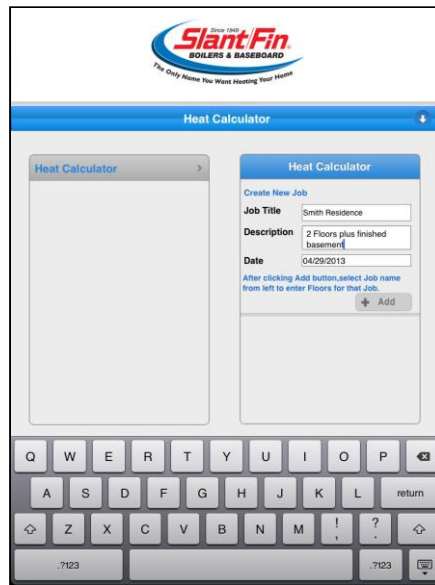 Since 1949
Slant/Fin®
BOILERS & BASEBOARD
The Only Name You Want Heating Your Home
Heat Calculator
Heat Calculator >
Heat Calculator
Create New Job
Job Title Smith Residence
Description 2 Floors plus finished
basement
Date 04/29/2013
After clicking Add button,select Job name
from left to enter Floors for that Job.
+ Add
Q W E R T Y U I O P
A S D F G H J K L return
Z X C V B N M ! , ? .
.?123 .?123